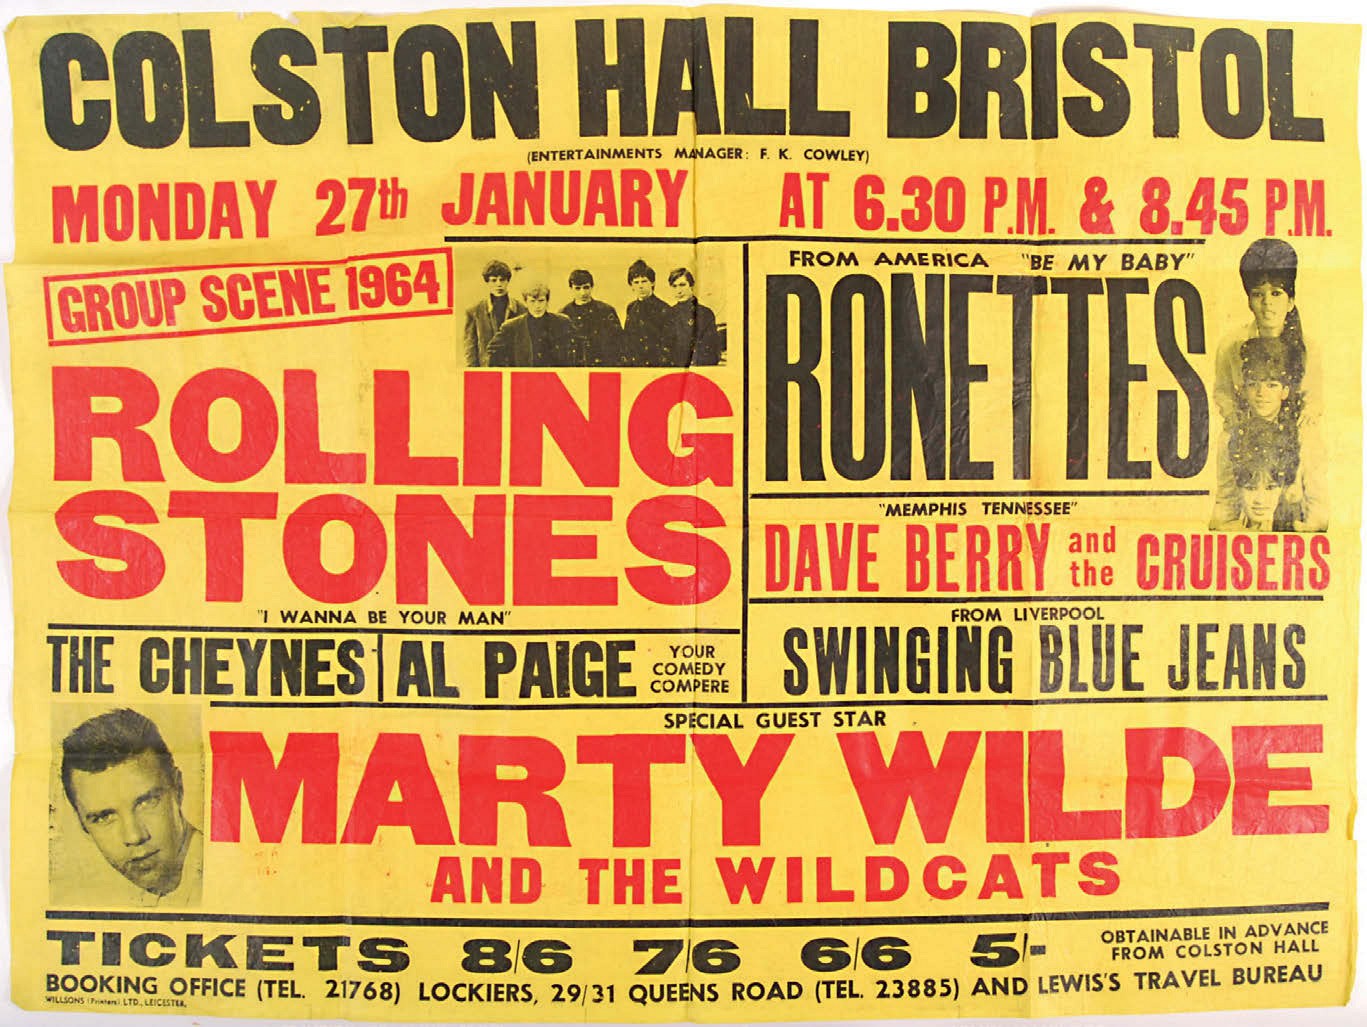 COLSTON HALL BRISTOL
(ENTERTAINMENTS MANAGER: F. K. COWLEY)
MONDAY 27th JANUARY AT 6.30 P.M. & 8.45 P.M.
GROUP SCENE 1964
ROLLING
STONES
"I WANNA BE YOUR MAN"
THE CHEYNES
AL PAIGE
YOUR
COMEDY
COMPERE
FROM AMERICA "BE MY BABY"
RONETTES
"MEMPHIS TENNESSEE"
DAVE BERRY and the CRUISERS
FROM LIVERPOOL
SWINGING BLUE JEANS
SPECIAL GUEST STAR
MARTY WILDE
AND THE WILDCATS
TICKETS 8/6 7/6 6/6 5/-
OBTAINABLE IN ADVANCE
FROM COLSTON HALL
BOOKING OFFICE (TEL. 21768) LOCKIERS, 29/31 QUEENS ROAD (TEL. 23885) AND LEWIS'S TRAVEL BUREAU
WILLSONS (Printers) LTD., LEICESTER.